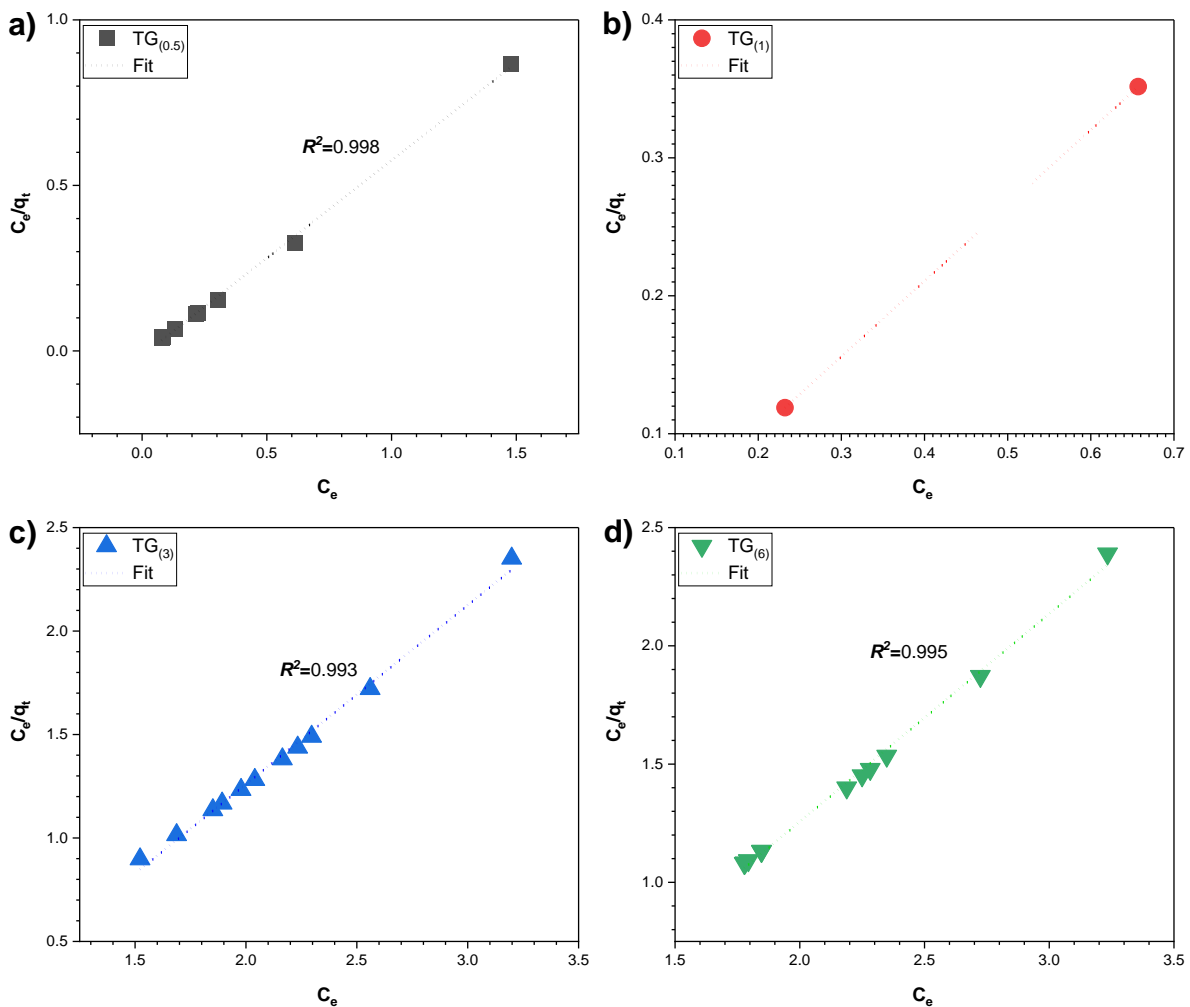 a)
TG(0.5)
Fit
R²=0.998
Ce/qt
1.0
0.5
0.0
0.0 0.5 1.0 1.5
Ce
b)
TG(1)
Fit
Ce/qt
0.4
0.3
0.2
0.1
0.1 0.2 0.3 0.4 0.5 0.6 0.7
Ce
c)
TG(3)
Fit
R²=0.993
Ce/qt
2.5
2.0
1.5
1.0
0.5
1.5 2.0 2.5 3.0 3.5
Ce
d)
TG(6)
Fit
R²=0.995
Ce/qt
2.5
2.0
1.5
1.0
1.5 2.0 2.5 3.0 3.5
Ce